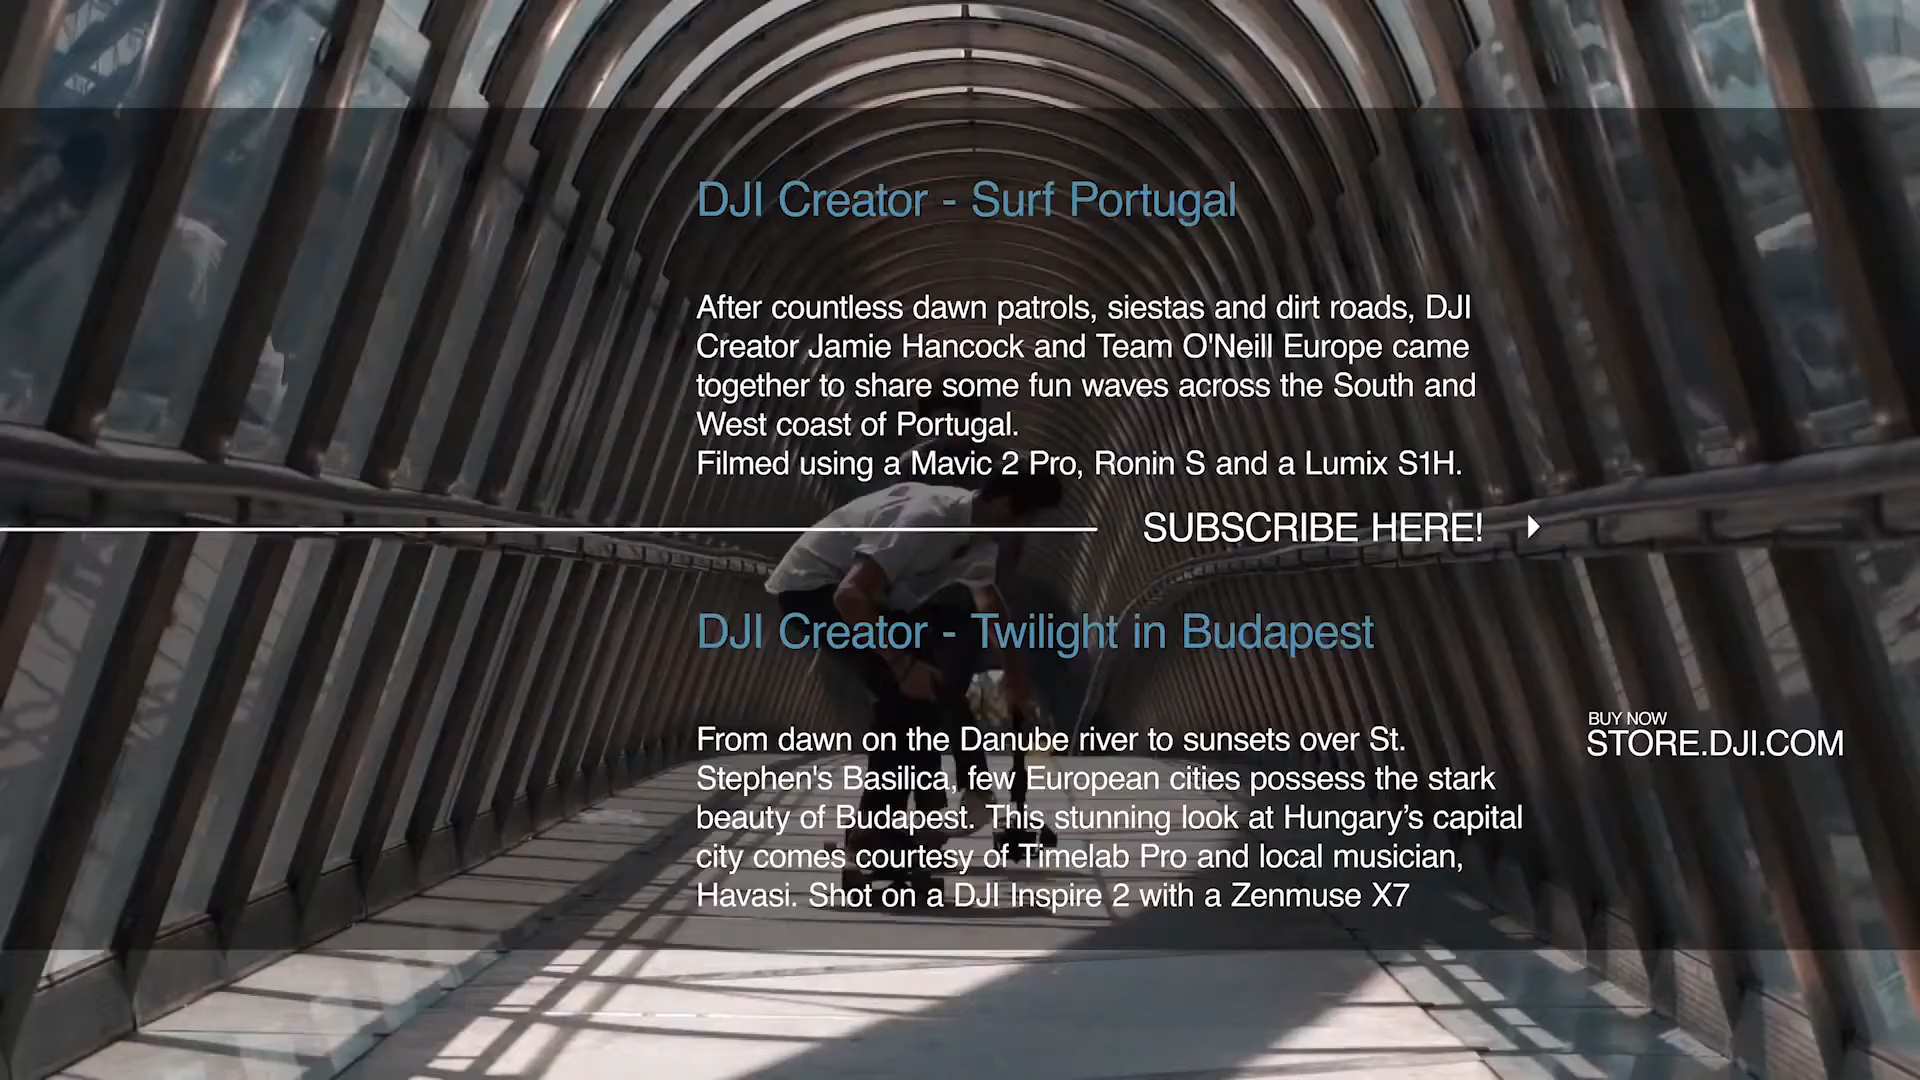 DJI Creator - Surf Portugal
After countless dawn patrols, siestas and dirt roads, DJI
Creator Jamie Hancock and Team O'Neill Europe came
together to share some fun waves across the South and
West coast of Portugal.
Filmed using a Mavic 2 Pro, Ronin S and a Lumix S1H.
SUBSCRIBE HERE!
DJI Creator - Twilight in Budapest
From dawn on the Danube river to sunsets over St.
Stephen's Basilica, few European cities possess the stark
beauty of Budapest. This stunning look at Hungary’s capital
city comes courtesy of Timelab Pro and local musician,
Havasi. Shot on a DJI Inspire 2 with a Zenmuse X7
BUY NOW
STORE.DJI.COM